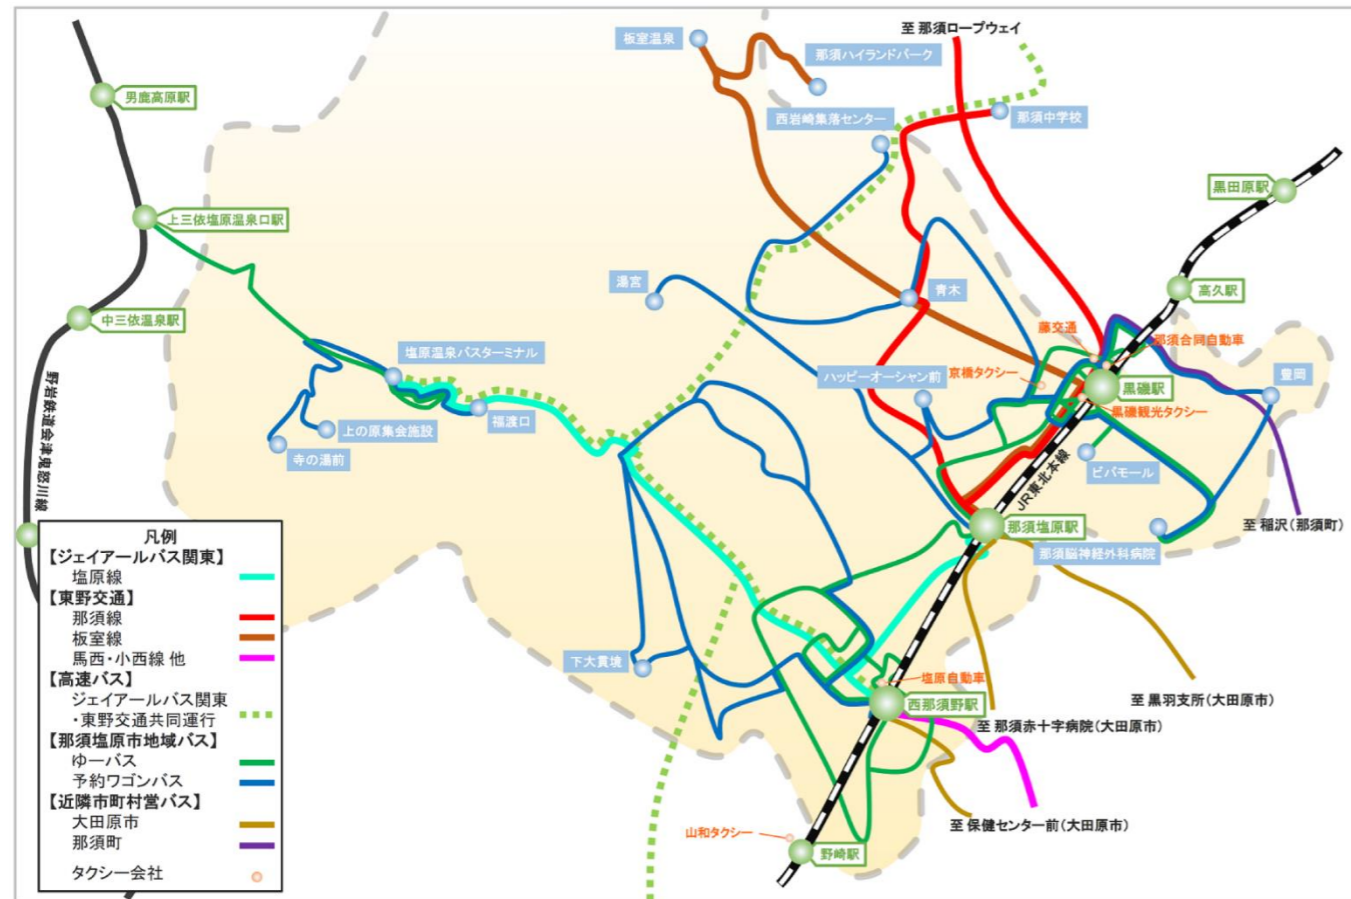 至 那須ロープウェイ
板室温泉
那須ハイランドパーク
男鹿高原駅
西岩崎集落センター
那須中学校
黒田原駅
上三依塩原温泉口駅
湯宮
青木
高久駅
中三依温泉駅
藤交通
那須合同自動車
塩原温泉バスターミナル
ハッピーオーシャン前
京橋タクシー
黒磯駅
豊岡
野岩鉄道会津鬼怒川線
福渡口
黒磯観光タクシー
上の原集会施設
寺の湯前
ビバモール
JR東北本線
那須塩原駅
至 稲沢(那須町)
那須脳神経外科病院
凡例
【ジェイアールバス関東】
塩原線
【東野交通】
那須線
板室線
馬西・小西線 他
【高速バス】
ジェイアールバス関東
・東野交通共同運行
【那須塩原市地域バス】
ゆーバス
予約ワゴンバス
【近隣市町村営バス】
大田原市
那須町
タクシー会社
下大貫境
塩原自動車
西那須野駅
至 黒羽支所(大田原市)
至 那須赤十字病院(大田原市)
至 保健センター前(大田原市)
山和タクシー
野崎駅